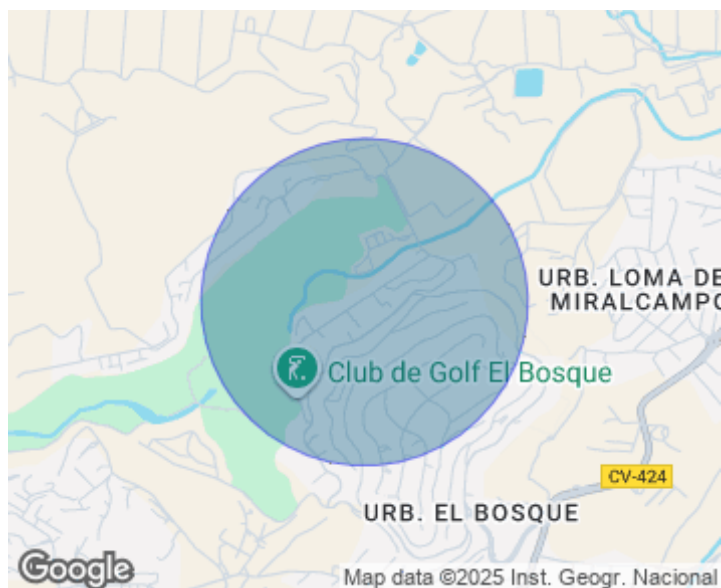 URB. LOMA DE
MIRALCAMPO
Club de Golf El Bosque
CV-424
URB. EL BOSQUE
Google
Map data ©2025 Inst. Geogr. Nacional